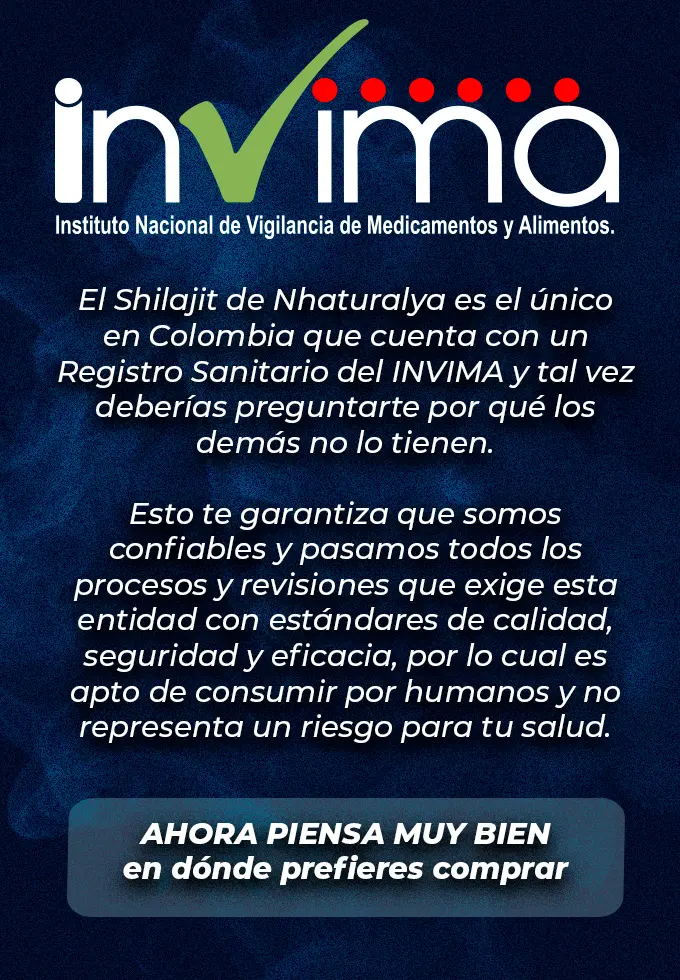 invima
Instituto Nacional de Vigilancia de Medicamentos y Alimentos.
El Shilajit de Nhaturalya es el único
en Colombia que cuenta con un
Registro Sanitario del INVIMA y tal vez
deberías preguntarte por qué los
demás no lo tienen.
Esto te garantiza que somos
confiables y pasamos todos los
procesos y revisiones que exige esta
entidad con estándares de calidad,
seguridad y eficacia, por lo cual es
apto de consumir por humanos y no
representa un riesgo para tu salud.
AHORA PIENSA MUY BIEN
en dónde prefieres comprar